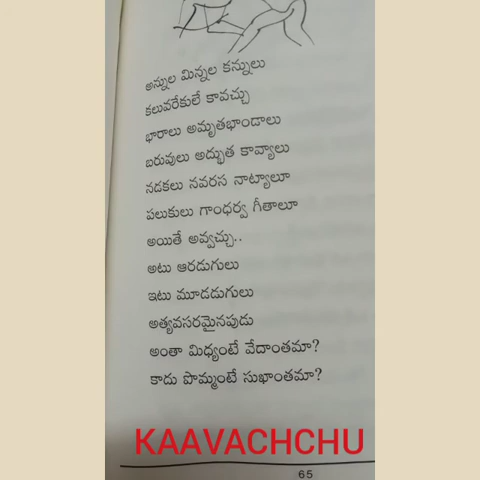 అన్నుల మిన్నల కన్నులు
కలువరేకులే కావచ్చు
భారాలు అమృతభాండాలు
బరువులు అద్భుత కావ్యాలు
నడకలు నవరస నాట్యాలూ
పలుకులు గాంధర్వ గీతాలూ
అయితే అవ్వచ్చు..
అటు ఆరడుగులు
ఇటు మూడడుగులు
అత్యవసరమైనపుడు
అంతా మిధ్యంటే వేదాంతమా?
కాదు పొమ్మంటే సుఖాంతమా?
KAAVACHCHU
65